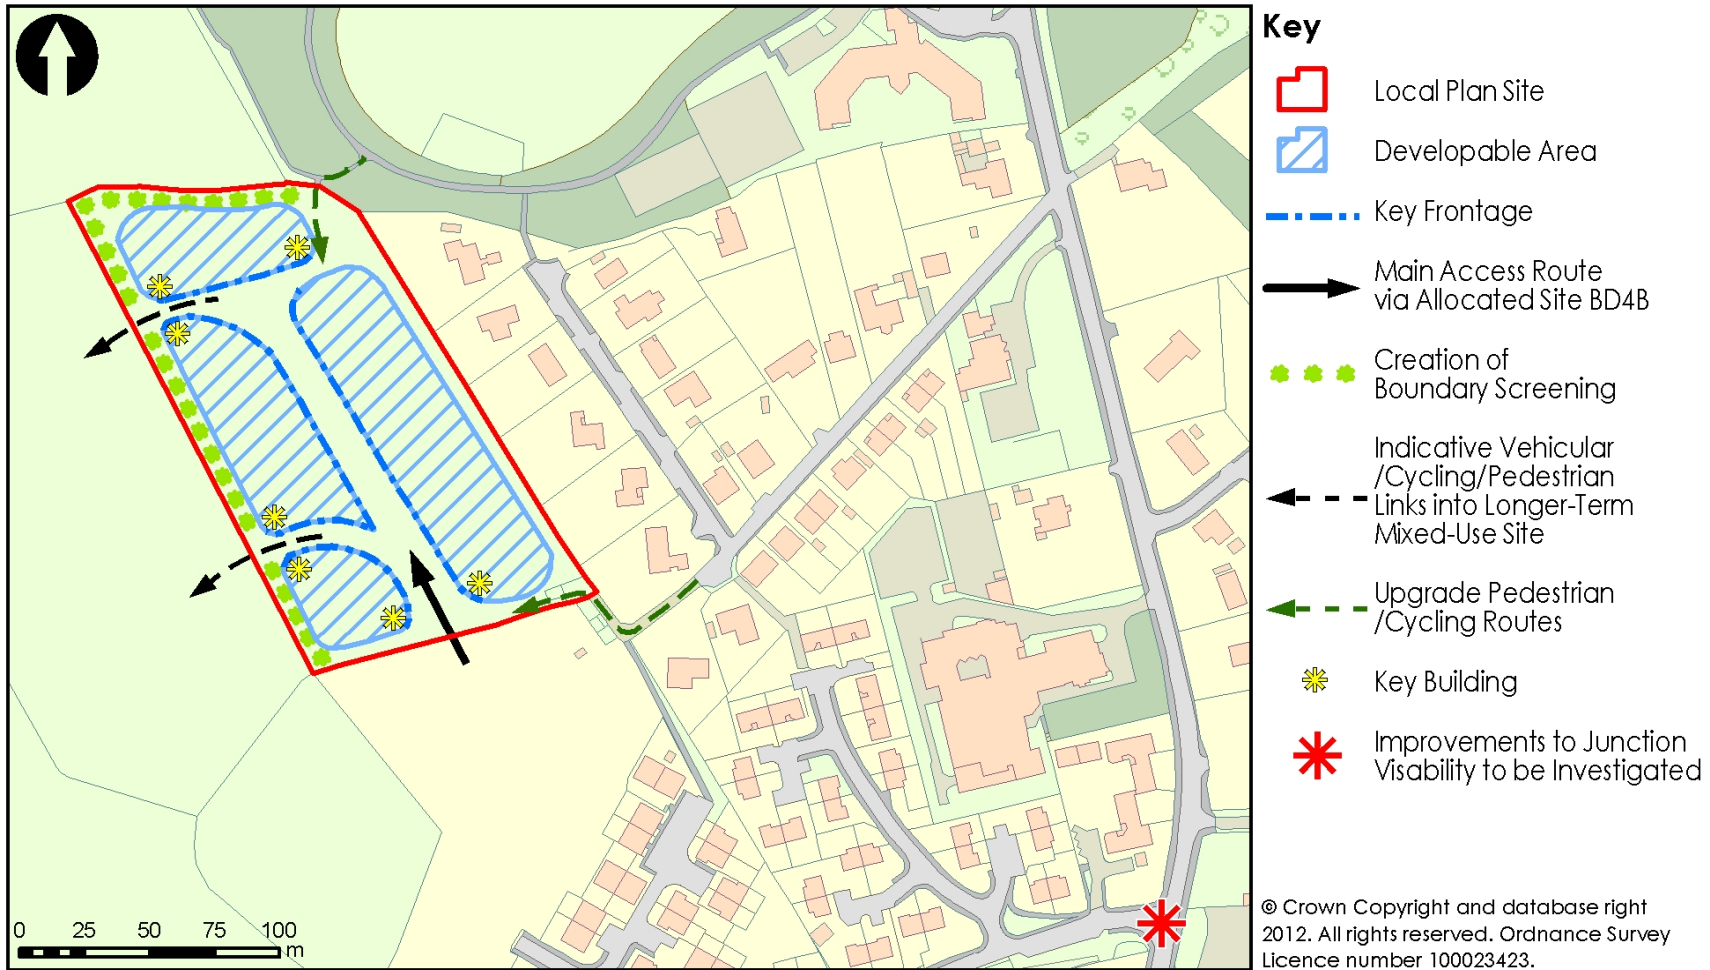 Key
Local Plan Site
Developable Area
Key Frontage
Main Access Route
via Allocated Site BD4B
Creation of
Boundary Screening
Indicative Vehicular
/Cycling/Pedestrian
Links into Longer-Term
Mixed-Use Site
Upgrade Pedestrian
/Cycling Routes
Key Building
Improvements to Junction
Visability to be Investigated
© Crown Copyright and database right
2012. All rights reserved. Ordnance Survey
Licence number 100023423.
0 25 50 75 100
m